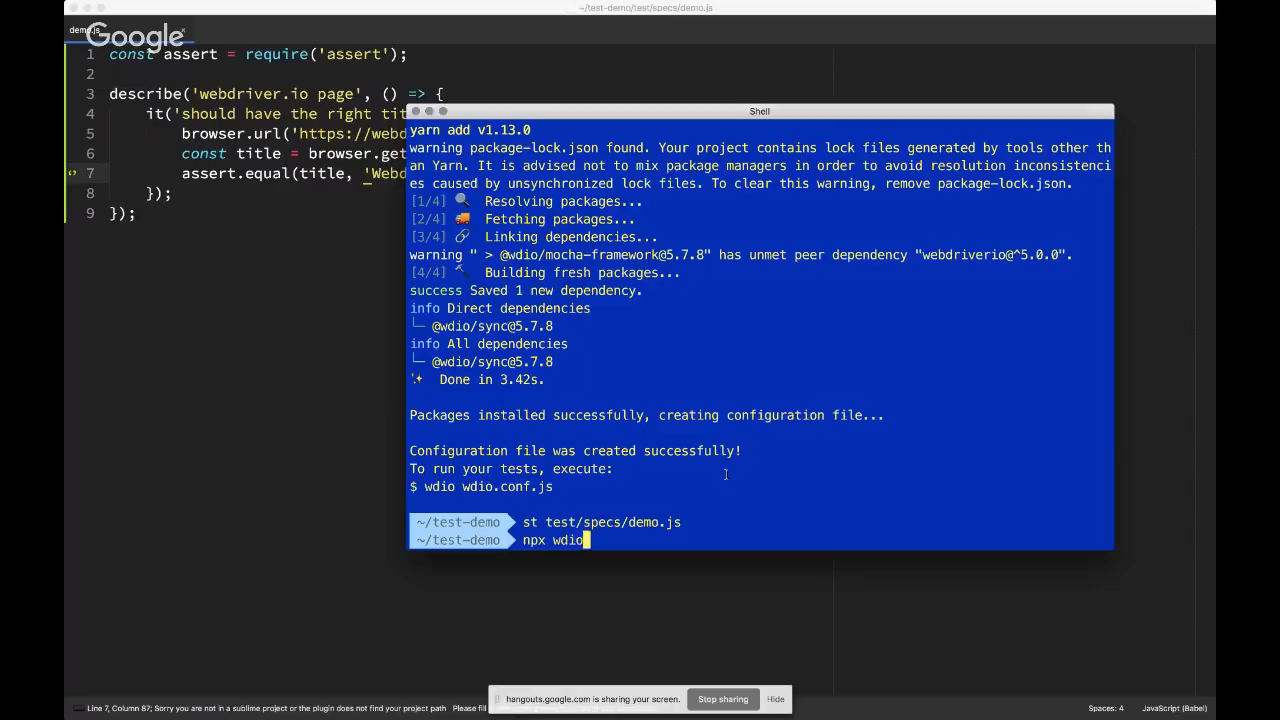 ~/test-demo/test/specs/demo.js
demo.js
Google
1 const assert = require('assert');
2
3 describe('webdriver.io page', () => {
4 it('should have the right tit
5 browser.url('https://webd
6 const title = browser.get
7 assert.equal(title, 'Webd
8 });
9 });
Shell
yarn add v1.13.0
warning package-lock.json found. Your project contains lock files generated by tools other th
an Yarn. It is advised not to mix package managers in order to avoid resolution inconsistenci
es caused by unsynchronized lock files. To clear this warning, remove package-lock.json.
[1/4] 🔍 Resolving packages...
[2/4] 🚚 Fetching packages...
[3/4] 🔗 Linking dependencies...
warning " > @wdio/mocha-framework@5.7.8" has unmet peer dependency "webdriverio@^5.0.0".
[4/4] 🔨 Building fresh packages...
success Saved 1 new dependency.
info Direct dependencies
└─ @wdio/sync@5.7.8
info All dependencies
└─ @wdio/sync@5.7.8
✨ Done in 3.42s.
Packages installed successfully, creating configuration file...
Configuration file was created successfully!
To run your tests, execute:
$ wdio wdio.conf.js
~/test-demo st test/specs/demo.js
~/test-demo npx wdio
hangouts.google.com is sharing your screen. Stop sharing Hide
Line 7, Column 87; Sorry you are not in a sublime project or the plugin does not find your project path Please fil
Spaces: 4 JavaScript (Babel)